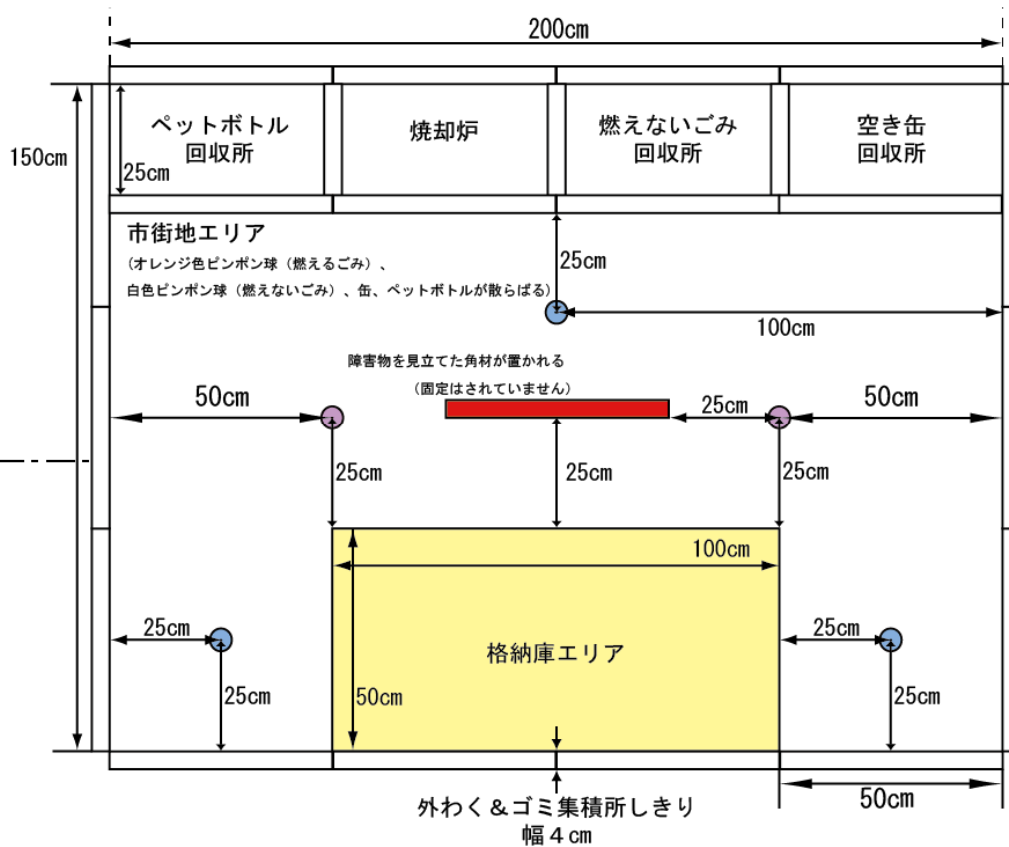 200cm
150cm
ペットボトル
回収所
焼却炉
燃えないごみ
回収所
空き缶
回収所
25cm
市街地エリア
(オレンジ色ピンポン球（燃えるごみ）、
白色ピンポン球（燃えないごみ）、缶、ペットボトルが散らばる)
25cm
100cm
障害物を見立てた角材が置かれる
（固定はされていません）
50cm
25cm
50cm
25cm
25cm
25cm
100cm
25cm
25cm
格納庫エリア
25cm
50cm
25cm
50cm
外わく＆ゴミ集積所しきり
幅４cm